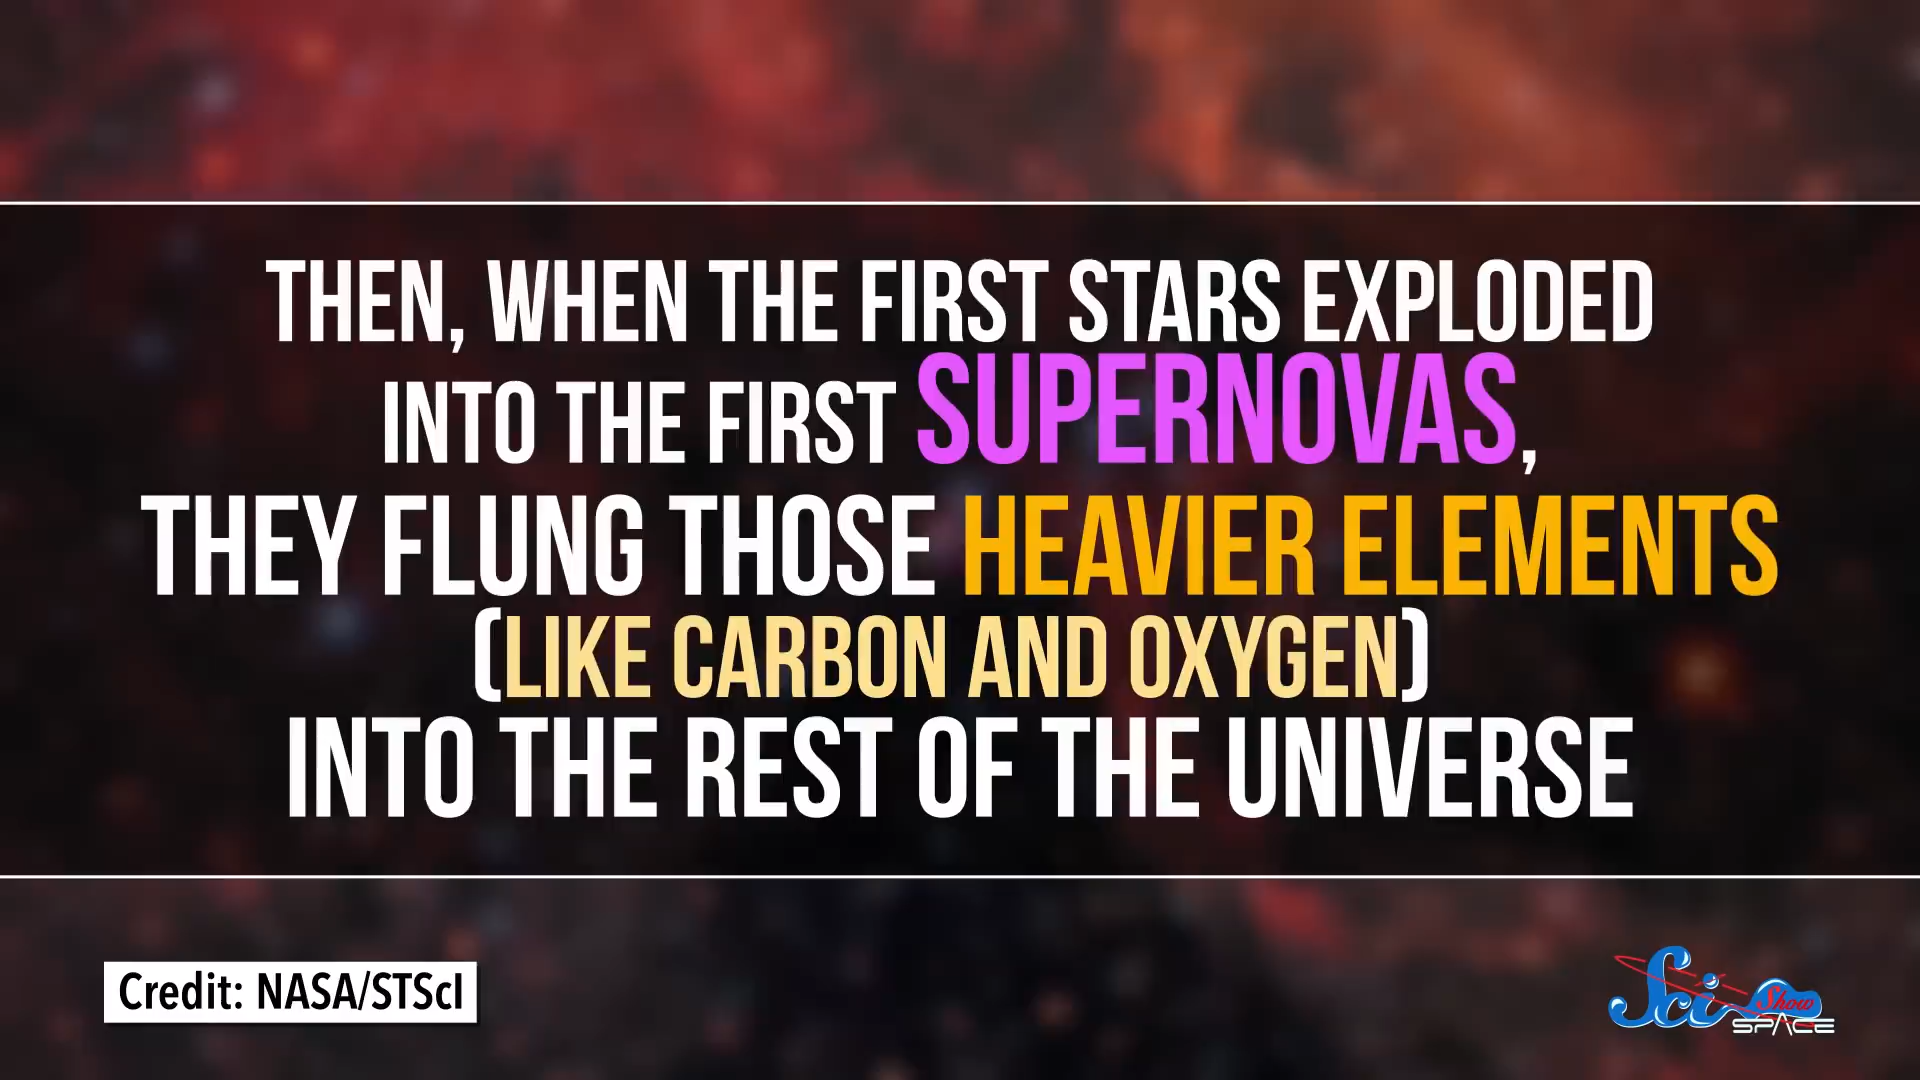 THEN, WHEN THE FIRST STARS EXPLODED
INTO THE FIRST SUPERNOVAS,
THEY FLUNG THOSE HEAVIER ELEMENTS
(LIKE CARBON AND OXYGEN)
INTO THE REST OF THE UNIVERSE
Credit: NASA/STScI
Sci Show
SPACE